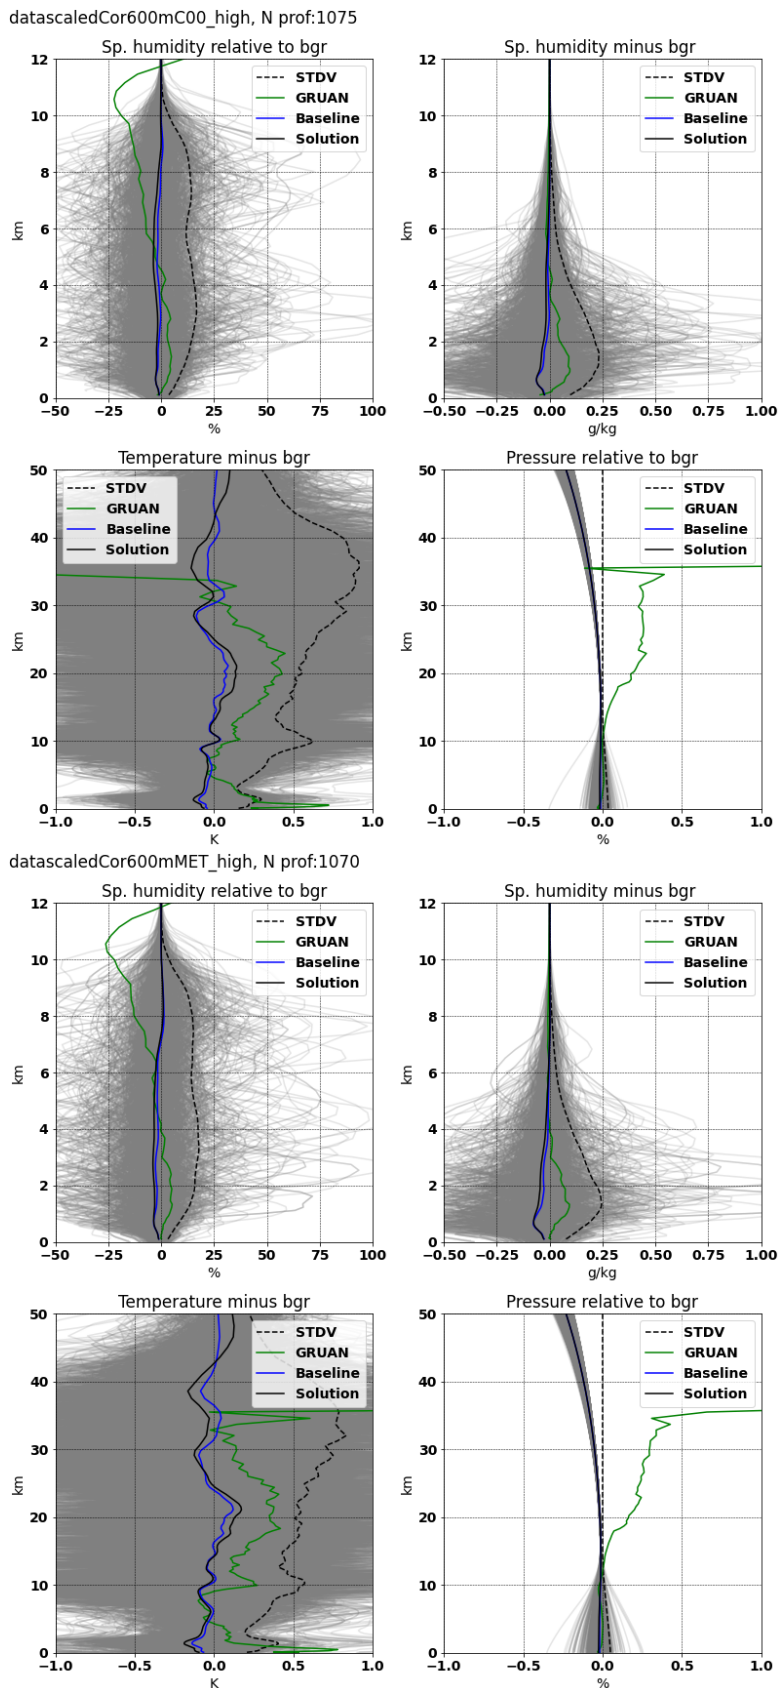 datascaledCor600mC00_high, N prof:1075
Sp. humidity relative to bgr
12
10
8
6
4
2
0
km
−50 −25 0 25 50 75 100
%
STDV
GRUAN
Baseline
Solution
Sp. humidity minus bgr
12
10
8
6
4
2
0
km
−0.50 −0.25 0.00 0.25 0.50 0.75 1.00
g/kg
STDV
GRUAN
Baseline
Solution
Temperature minus bgr
50
40
30
20
10
0
km
−1.0 −0.5 0.0 0.5 1.0
K
STDV
GRUAN
Baseline
Solution
Pressure relative to bgr
50
40
30
20
10
0
km
−1.0 −0.5 0.0 0.5 1.0
%
STDV
GRUAN
Baseline
Solution
datascaledCor600mMET_high, N prof:1070
Sp. humidity relative to bgr
12
10
8
6
4
2
0
km
−50 −25 0 25 50 75 100
%
STDV
GRUAN
Baseline
Solution
Sp. humidity minus bgr
12
10
8
6
4
2
0
km
−0.50 −0.25 0.00 0.25 0.50 0.75 1.00
g/kg
STDV
GRUAN
Baseline
Solution
Temperature minus bgr
50
40
30
20
10
0
km
−1.0 −0.5 0.0 0.5 1.0
K
STDV
GRUAN
Baseline
Solution
Pressure relative to bgr
50
40
30
20
10
0
km
−1.0 −0.5 0.0 0.5 1.0
%
STDV
GRUAN
Baseline
Solution